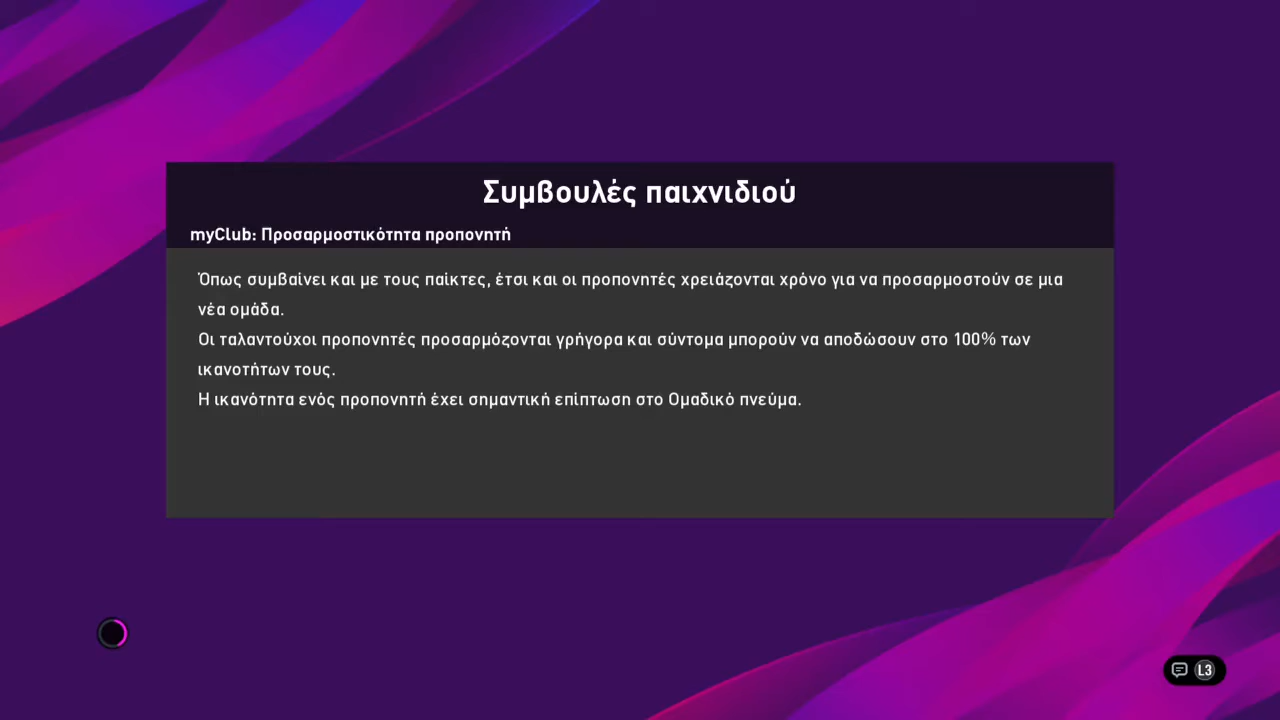 Συμβουλές παιχνιδιού
myClub: Προσαρμοστικότητα προπονητή
Όπως συμβαίνει και με τους παίκτες, έτσι και οι προπονητές χρειάζονται χρόνο για να προσαρμοστούν σε μια
νέα ομάδα.
Οι ταλαντούχοι προπονητές προσαρμόζονται γρήγορα και σύντομα μπορούν να αποδώσουν στο 100% των
ικανοτήτων τους.
Η ικανότητα ενός προπονητή έχει σημαντική επίπτωση στο Ομαδικό πνεύμα.
L3